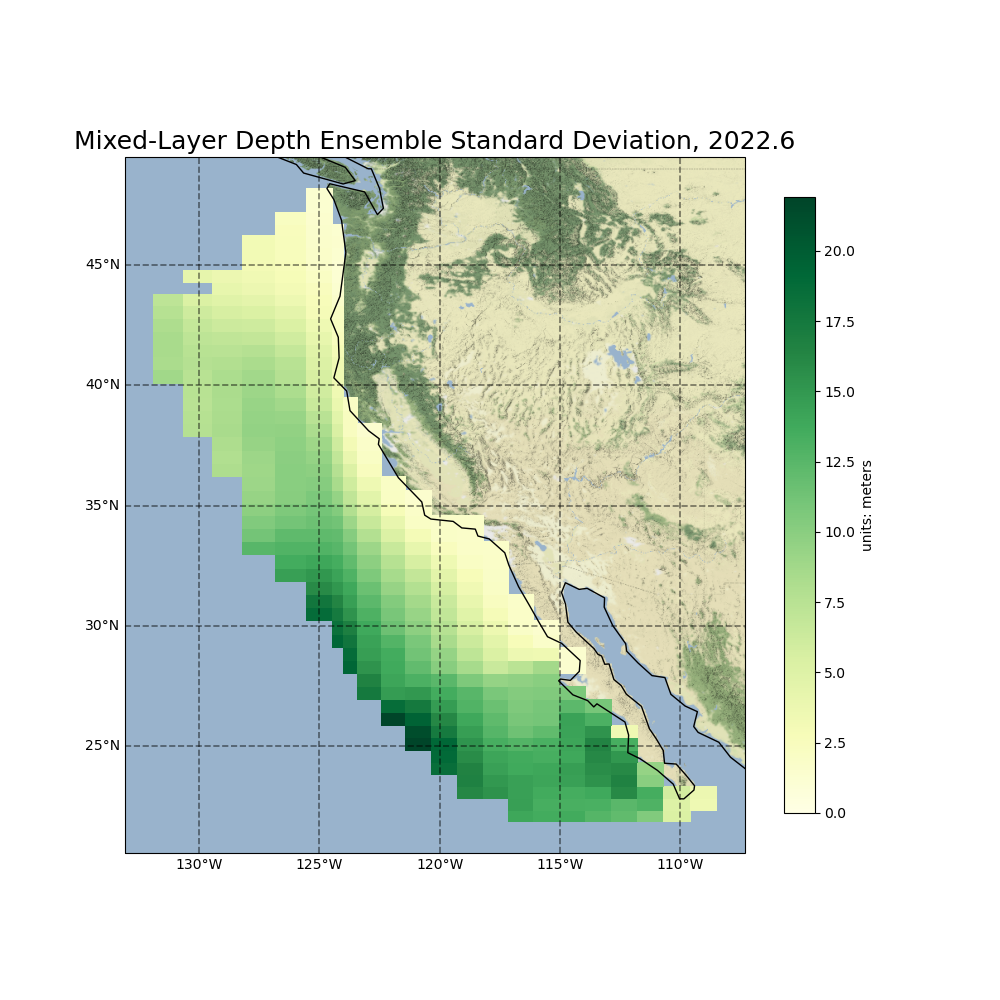 Mixed-Layer Depth Ensemble Standard Deviation, 2022.6
45°N
40°N
35°N
30°N
25°N
130°W
125°W
120°W
115°W
110°W
20.0
17.5
15.0
12.5
10.0
7.5
5.0
2.5
0.0
units: meters